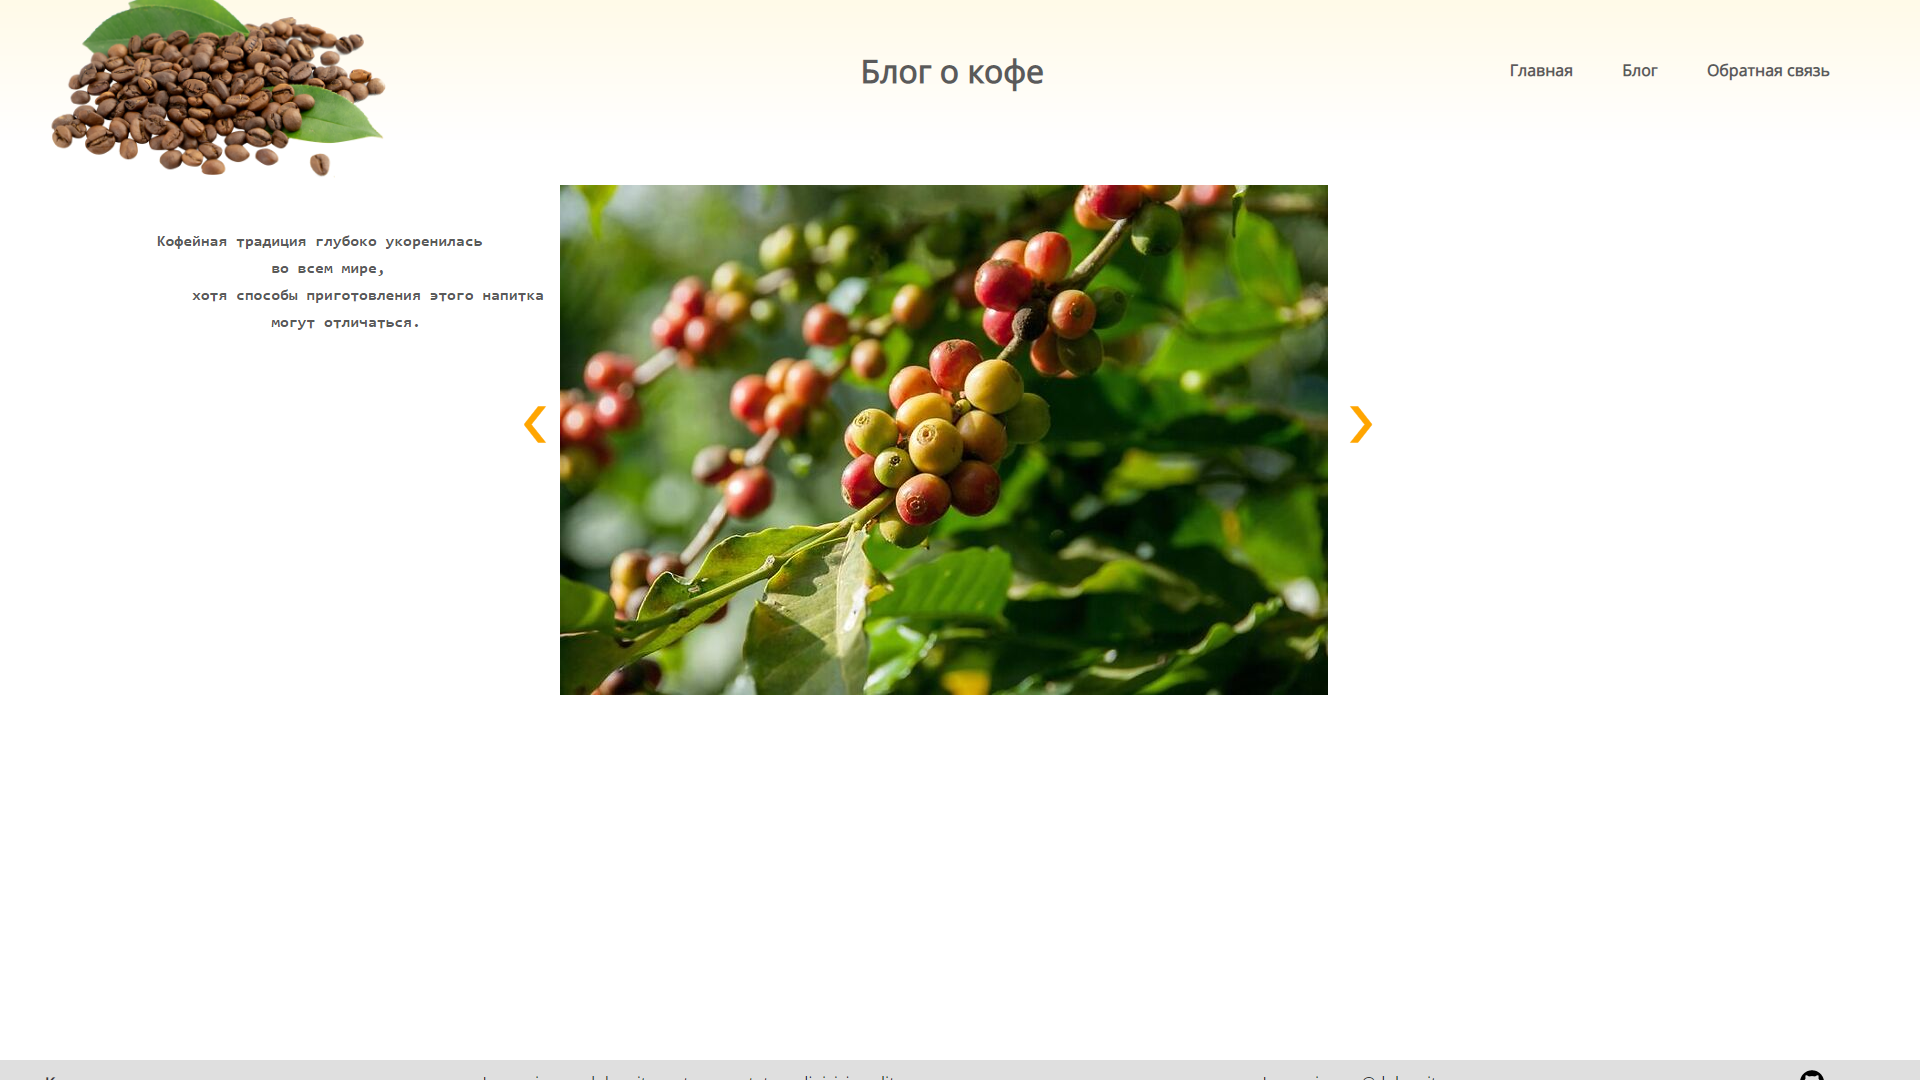 Блог о кофе
Главная
Блог
Обратная связь
Кофейная традиция глубоко укоренилась
во всем мире,
хотя способы приготовления этого напитка
могут отличаться.